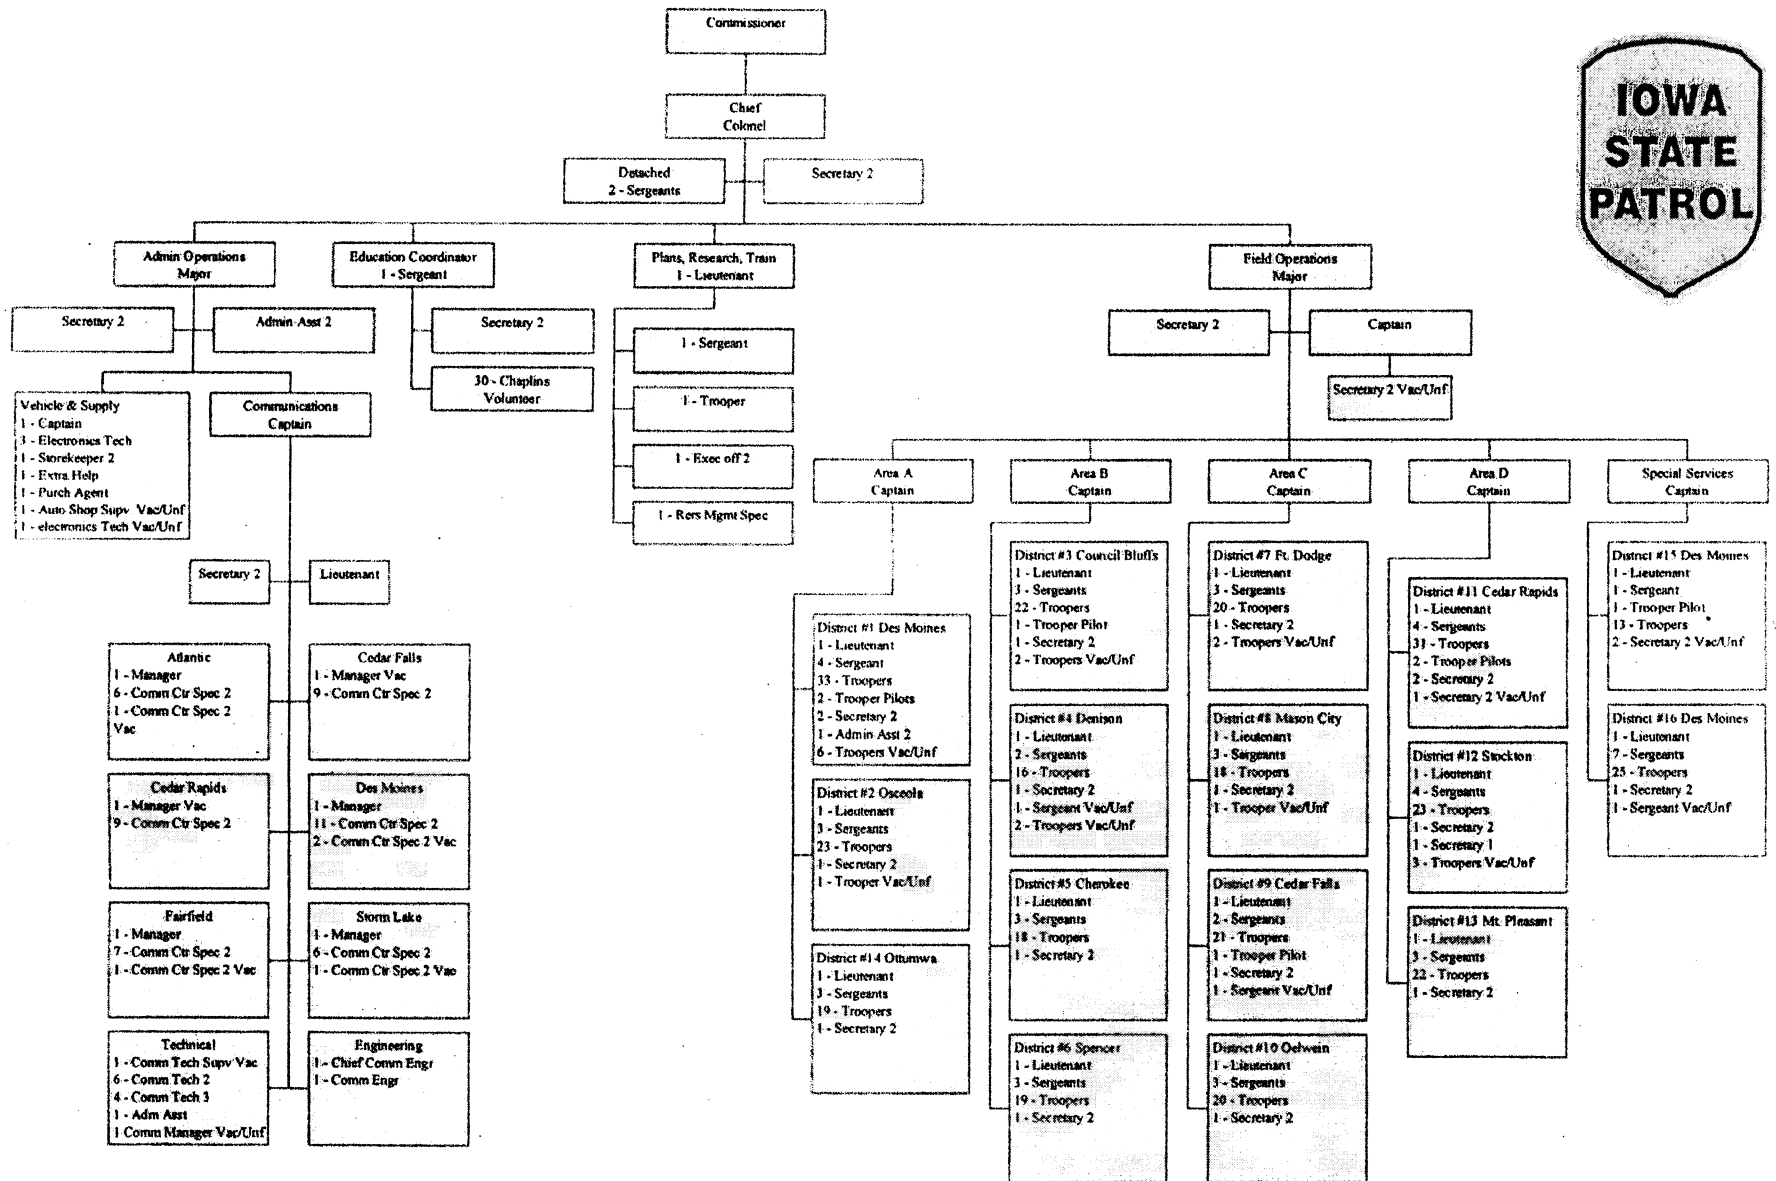 Commissioner
IOWA
STATE
PATROL
Chief
Colonel
Detached
2 - Sergeants
Secretary 2
Admin Operations
Major
Secretary 2
Admin Asst 2
Vehicle & Supply
1 - Captain
3 - Electronics Tech
1 - Storekeeper 2
1 - Extra Help
1 - Purch Agent
1 - Auto Shop Supv Vac/Unf
1 - electronics Tech Vac/Unf
Communications
Captain
Secretary 2
Lieutenant
Atlantic
1 - Manager
6 - Comm Ctr Spec 2
1 - Comm Ctr Spec 2
Vac
Cedar Falls
1 - Manager Vac
9 - Comm Ctr Spec 2
Cedar Rapids
1 - Manager Vac
9 - Comm Ctr Spec 2
Des Moines
1 - Manager
11 - Comm Ctr Spec 2
2 - Comm Ctr Spec 2 Vac
Fairfield
1 - Manager
7 - Comm Ctr Spec 2
1 - Comm Ctr Spec 2 Vac
Storm Lake
1 - Manager
6 - Comm Ctr Spec 2
1 - Comm Ctr Spec 2 Vac
Technical
1 - Comm Tech Supv Vac
6 - Comm Tech 2
4 - Comm Tech 3
1 - Adm Asst
1 Comm Manager Vac/Unf
Engineering
1 - Chief Comm Engr
1 - Comm Engr
Education Coordinator
1 - Sergeant
Secretary 2
30 - Chaplins
Volunteer
Plans, Research, Train
1 - Lieutenant
1 - Sergeant
1 - Trooper
1 - Exec off 2
1 - Rers Mgmt Spec
Field Operations
Major
Secretary 2
Captain
Secretary 2 Vac/Unf
Area A
Captain
District #1 Des Moines
1 - Lieutenant
4 - Sergeant
33 - Troopers
2 - Trooper Pilots
2 - Secretary 2
1 - Admin Asst 2
6 - Troopers Vac/Unf
District #2 Osceola
1 - Lieutenant
3 - Sergeants
23 - Troopers
1 - Secretary 2
1 - Trooper Vac/Unf
District #14 Ottumwa
1 - Lieutenant
3 - Sergeants
19 - Troopers
1 - Secretary 2
Area B
Captain
District #3 Council Bluffs
1 - Lieutenant
3 - Sergeants
22 - Troopers
1 - Trooper Pilot
1 - Secretary 2
2 - Troopers Vac/Unf
District #4 Denison
1 - Lieutenant
2 - Sergeants
16 - Troopers
1 - Secretary 2
1 - Sergeant Vac/Unf
2 - Troopers Vac/Unf
District #5 Cherokee
1 - Lieutenant
3 - Sergeants
18 - Troopers
1 - Secretary 2
District #6 Spencer
1 - Lieutenant
3 - Sergeants
19 - Troopers
1 - Secretary 2
Area C
Captain
District #7 Ft. Dodge
1 - Lieutenant
3 - Sergeants
20 - Troopers
1 - Secretary 2
2 - Troopers Vac/Unf
District #8 Mason City
1 - Lieutenant
3 - Sergeants
18 - Troopers
1 - Secretary 2
1 - Trooper Vac/Unf
District #9 Cedar Falls
1 - Lieutenant
2 - Sergeants
21 - Troopers
1 - Trooper Pilot
1 - Secretary 2
1 - Sergeant Vac/Unf
District #10 Oelwein
1 - Lieutenant
3 - Sergeants
20 - Troopers
1 - Secretary 2
Area D
Captain
District #11 Cedar Rapids
1 - Lieutenant
4 - Sergeants
31 - Troopers
2 - Trooper Pilots
2 - Secretary 2
1 - Secretary 2 Vac/Unf
District #12 Stockton
1 - Lieutenant
4 - Sergeants
23 - Troopers
1 - Secretary 2
1 - Secretary 1
3 - Troopers Vac/Unf
District #13 Mt. Pleasant
1 - Lieutenant
3 - Sergeants
22 - Troopers
1 - Secretary 2
Special Services
Captain
District #15 Des Moines
1 - Lieutenant
1 - Sergeant
1 - Trooper Pilot
13 - Troopers
2 - Secretary 2 Vac/Unf
District #16 Des Moines
1 - Lieutenant
7 - Sergeants
25 - Troopers
1 - Secretary 2
1 - Sergeant Vac/Unf